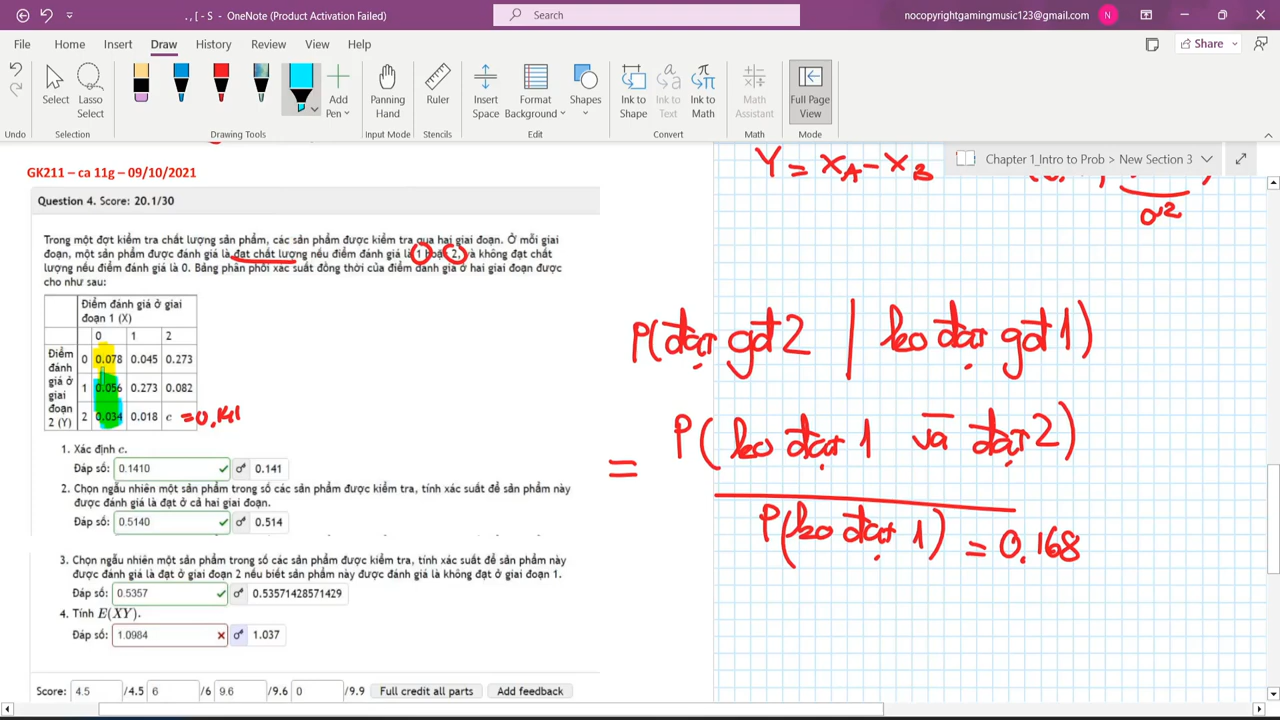 . , [ - S - OneNote (Product Activation Failed)
Search
nocopyrightgamingmusic123@gmail.com
N
File Home Insert Draw History Review View Help
Share
Undo
Select
Lasso Select
Add Pen
Panning Hand
Ruler
Insert Space
Format Background
Shapes
Ink to Shape
Ink to Text
Ink to Math
Math Assistant
Full Page View
Undo Selection Drawing Tools Input Mode Stencils Edit Convert Math Mode
Chapter 1_Intro to Prob > New Section 3
Y = XA - XB
σ2
GK211 – ca 11g – 09/10/2021
Question 4. Score: 20.1/30
Trong một đợt kiểm tra chất lượng sản phẩm, các sản phẩm được kiểm tra qua hai giai đoạn. Ở mỗi giai
đoạn, một sản phẩm được đánh giá là đạt chất lượng nếu điểm đánh giá là 1 hoặc 2, và không đạt chất
lượng nếu điểm đánh giá là 0. Bảng phân phối xác suất đồng thời của điểm đánh giá ở hai giai đoạn được
cho như sau:
Điểm đánh giá ở giai
đoạn 1 (X)
0 1 2
Điểm đánh giá ở giai đoạn 2 (Y)
0 0.078 0.045 0.273
1 0.056 0.273 0.082
2 0.034 0.018 c = 0.141
1. Xác định c.
Đáp số: 0.1410 0.141
2. Chọn ngẫu nhiên một sản phẩm trong số các sản phẩm được kiểm tra, tính xác suất để sản phẩm này
được đánh giá là đạt ở cả hai giai đoạn.
Đáp số: 0.5140 0.514
3. Chọn ngẫu nhiên một sản phẩm trong số các sản phẩm được kiểm tra, tính xác suất để sản phẩm này
được đánh giá là đạt ở giai đoạn 2 nếu biết sản phẩm này được đánh giá là không đạt ở giai đoạn 1.
Đáp số: 0.5357 0.53571428571429
4. Tính E(XY).
Đáp số: 1.0984 1.037
Score: 4.5 /4.5 6 /6 9.6 /9.6 0 /9.9 Full credit all parts Add feedback
P(đạt gđ2 | ko đạt gđ1)
= P(ko đạt 1 và đạt 2)
P(ko đạt 1) = 0.168